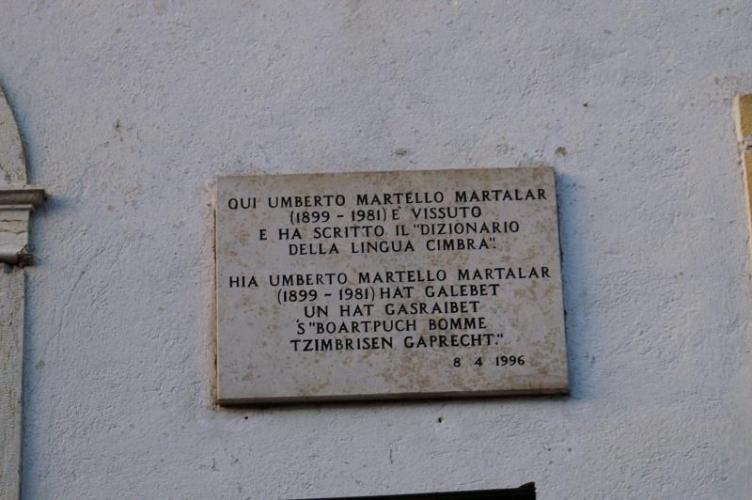 QUI UMBERTO MARTELLO MARTALAR
(1899 - 1981) E' VISSUTO
E HA SCRITTO IL "DIZIONARIO
DELLA LINGUA CIMBRA".
HIA UMBERTO MARTELLO MARTALAR
(1899 - 1981) HAT GALEBET
UN HAT GASRAIBET
'S "BOARTPUCH BOMME
TZIMBRISEN GAPRECHT."
8 4 1996